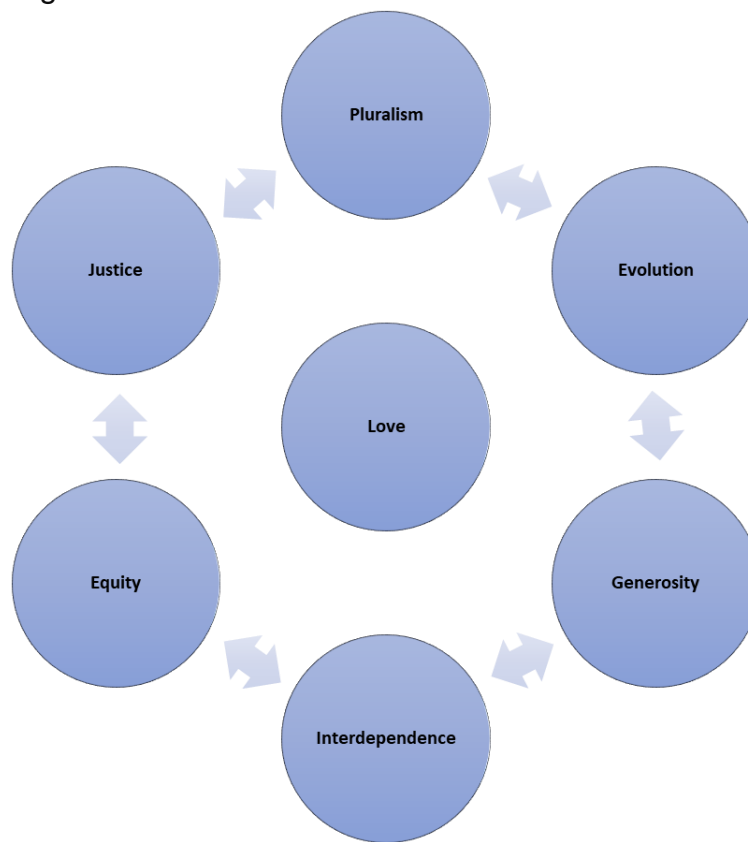 Pluralism
Justice
Evolution
Love
Equity
Generosity
Interdependence